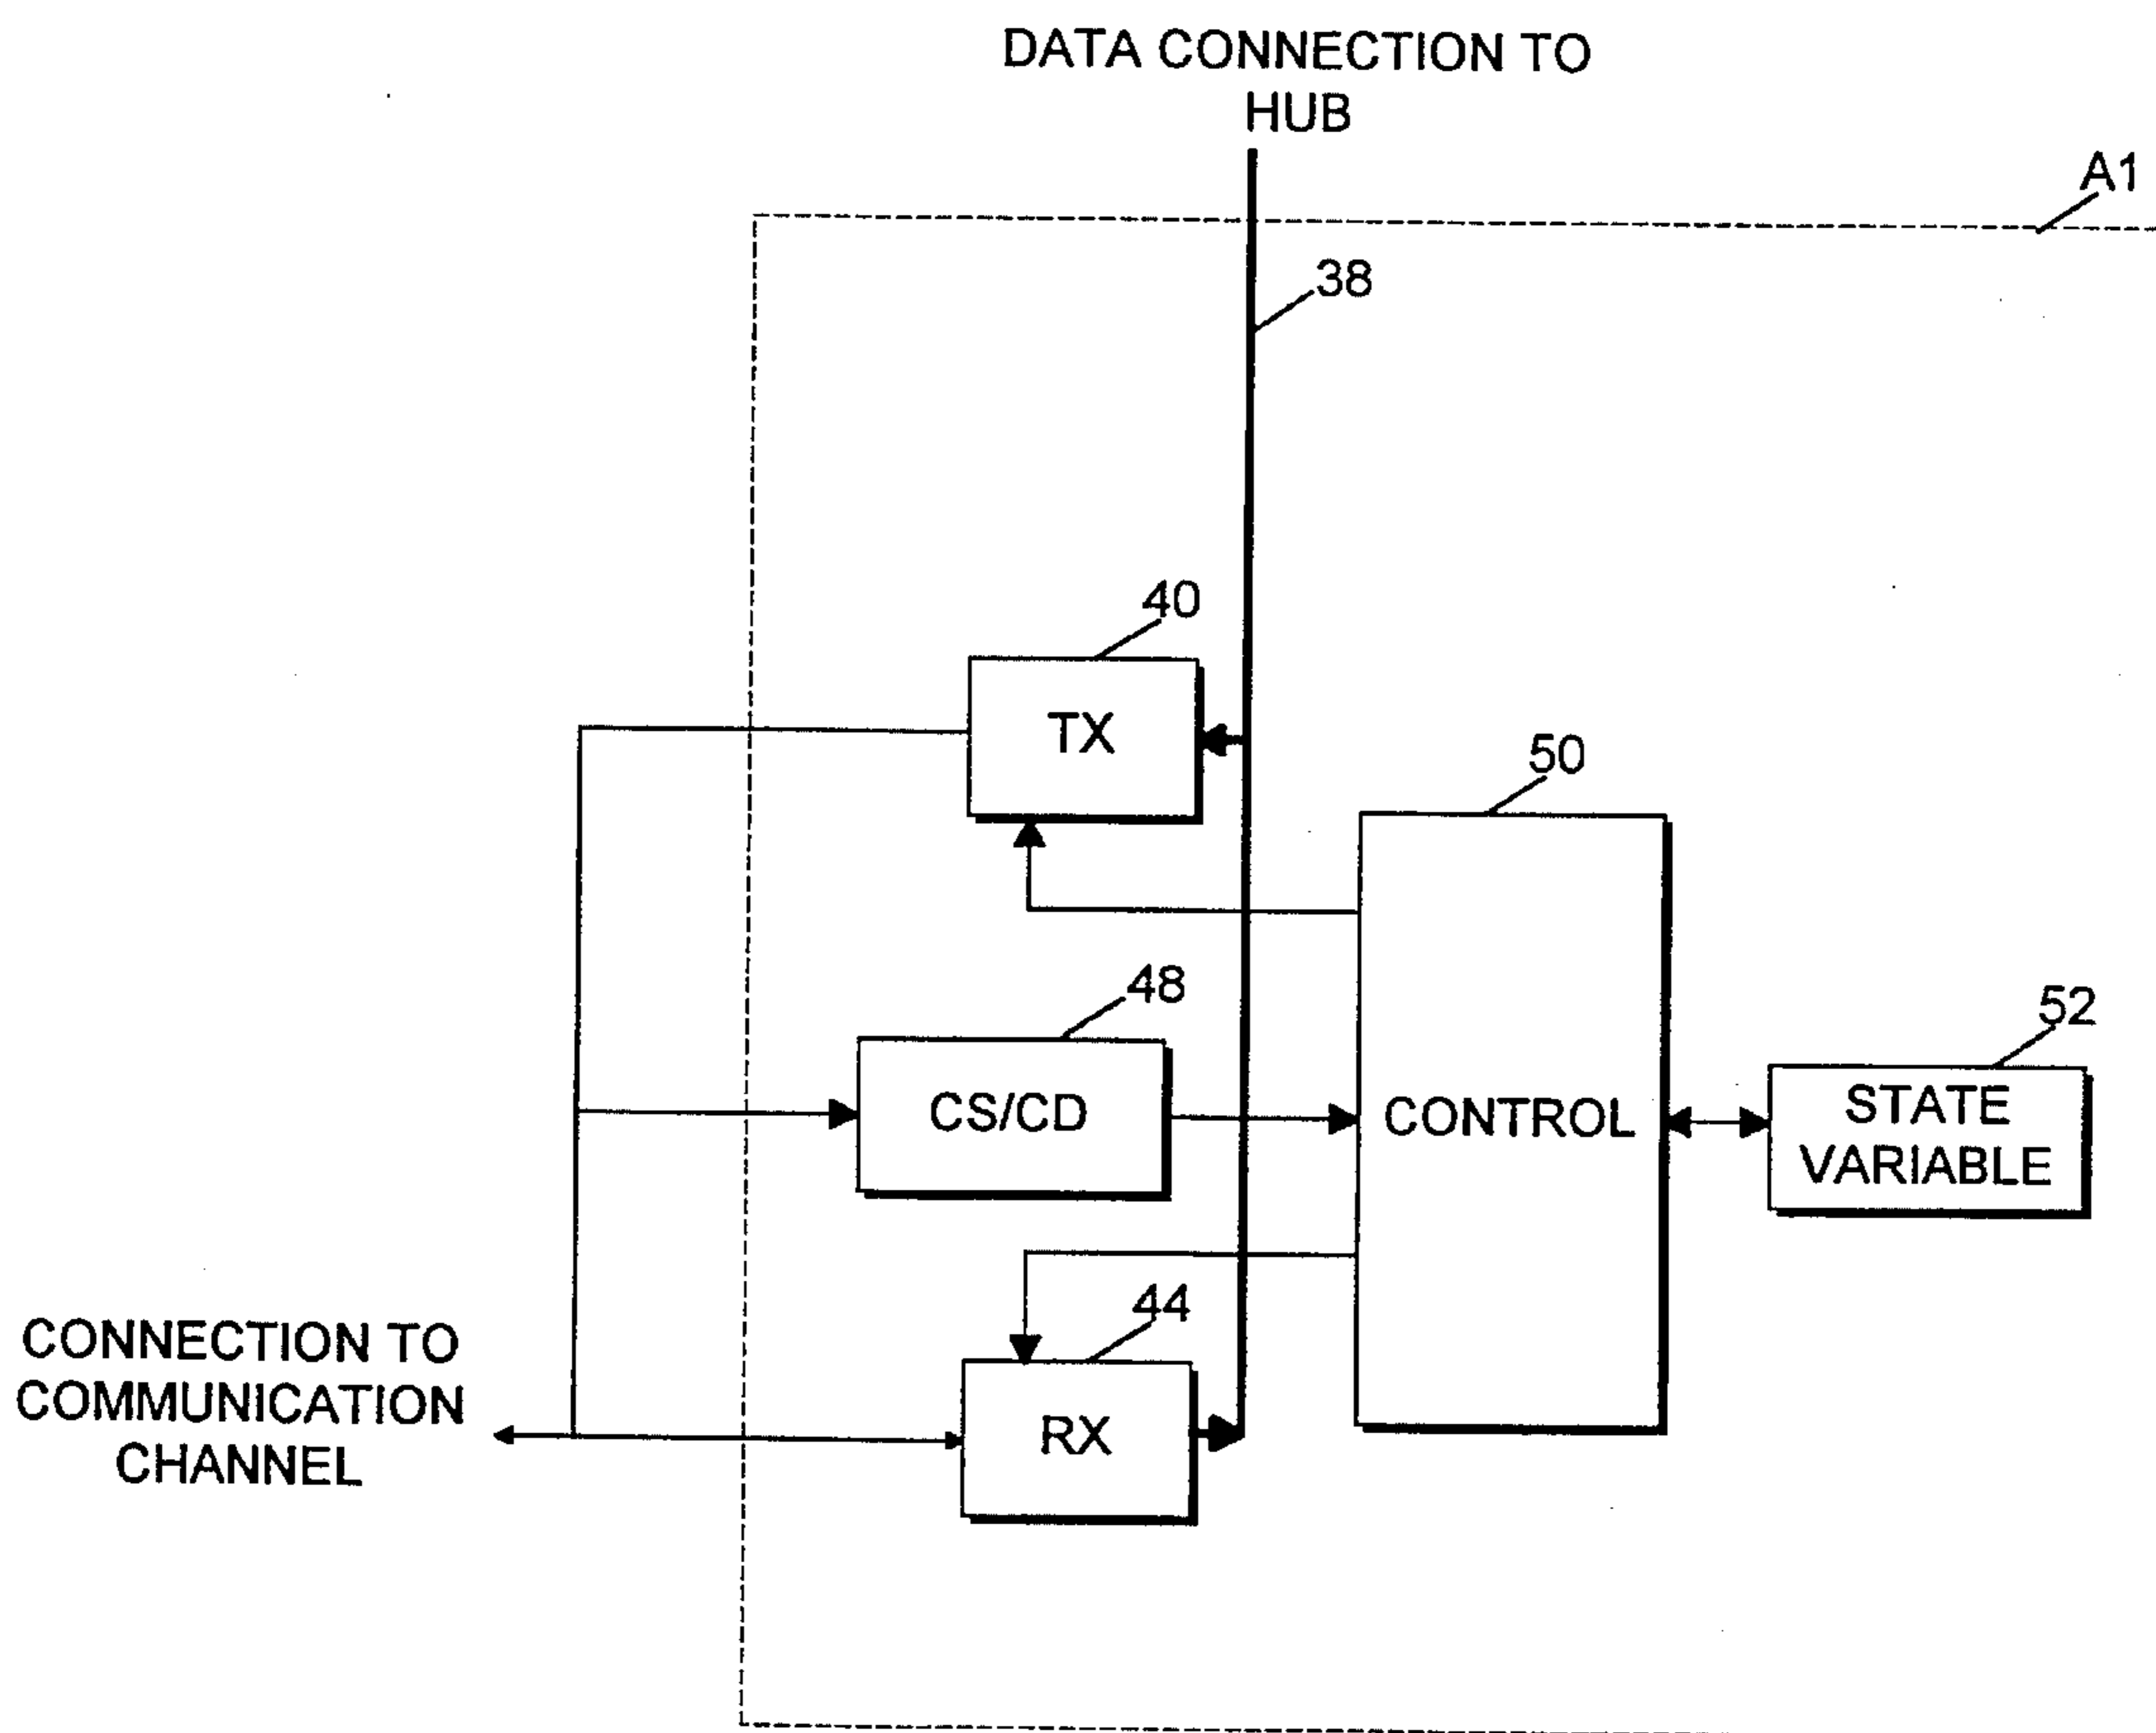 DATA CONNECTION TO
HUB
A1
38
40
TX
50
48
CS/CD
CONTROL
52
STATE
VARIABLE
44
RX
CONNECTION TO
COMMUNICATION
CHANNEL